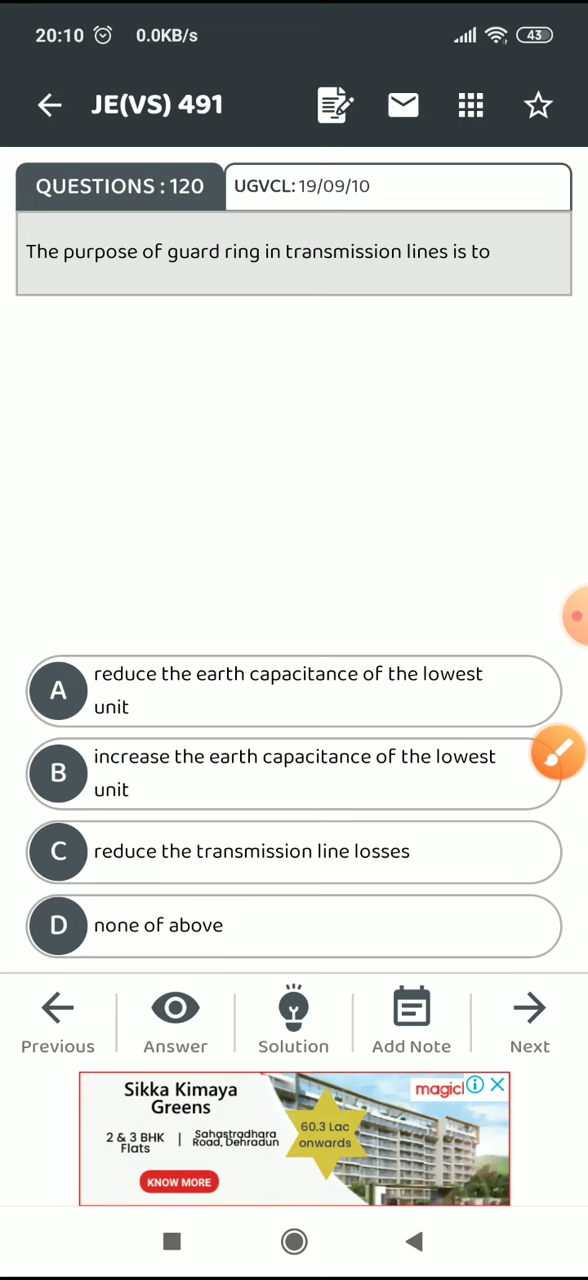 20:10 0.0KB/s 43
JE(VS) 491
QUESTIONS : 120 UGVCL: 19/09/10
The purpose of guard ring in transmission lines is to
A reduce the earth capacitance of the lowest
unit
B increase the earth capacitance of the lowest
unit
C reduce the transmission line losses
D none of above
Previous Answer Solution Add Note Next
Sikka Kimaya
Greens
2 & 3 BHK
Flats
|
Sahastradhara
Road, Dehradun
KNOW MORE
60.3 Lac
onwards
magicl